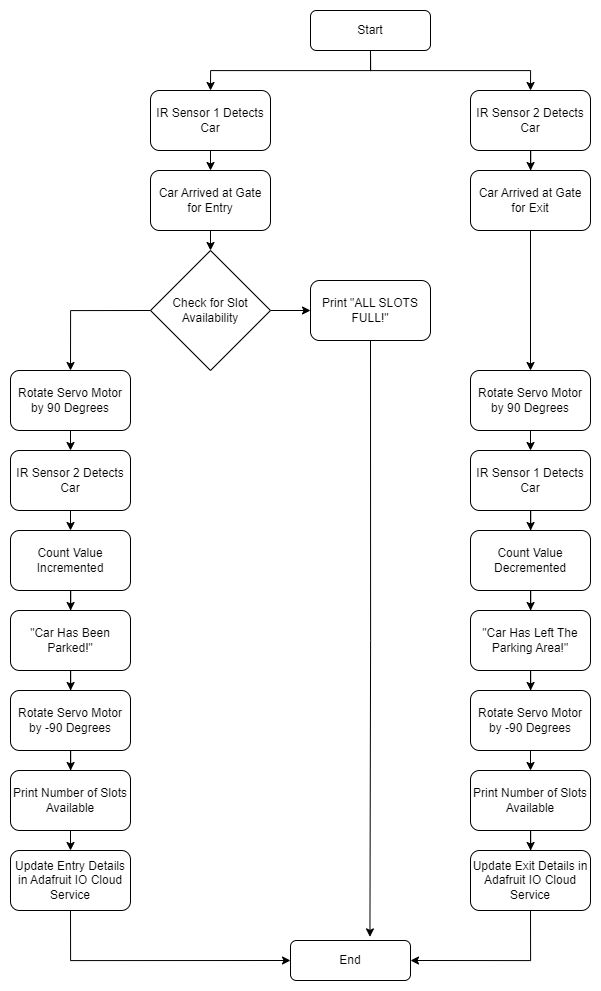 Start
IR Sensor 1 Detects
Car
IR Sensor 2 Detects
Car
Car Arrived at Gate
for Entry
Car Arrived at Gate
for Exit
Check for Slot
Availability
Print "ALL SLOTS
FULL!"
Rotate Servo Motor
by 90 Degrees
Rotate Servo Motor
by 90 Degrees
IR Sensor 2 Detects
Car
IR Sensor 1 Detects
Car
Count Value
Incremented
Count Value
Decremented
"Car Has Been
Parked!"
"Car Has Left The
Parking Area!"
Rotate Servo Motor
by -90 Degrees
Rotate Servo Motor
by -90 Degrees
Print Number of Slots
Available
Print Number of Slots
Available
Update Entry Details
in Adafruit IO Cloud
Service
Update Exit Details in
Adafruit IO Cloud
Service
End